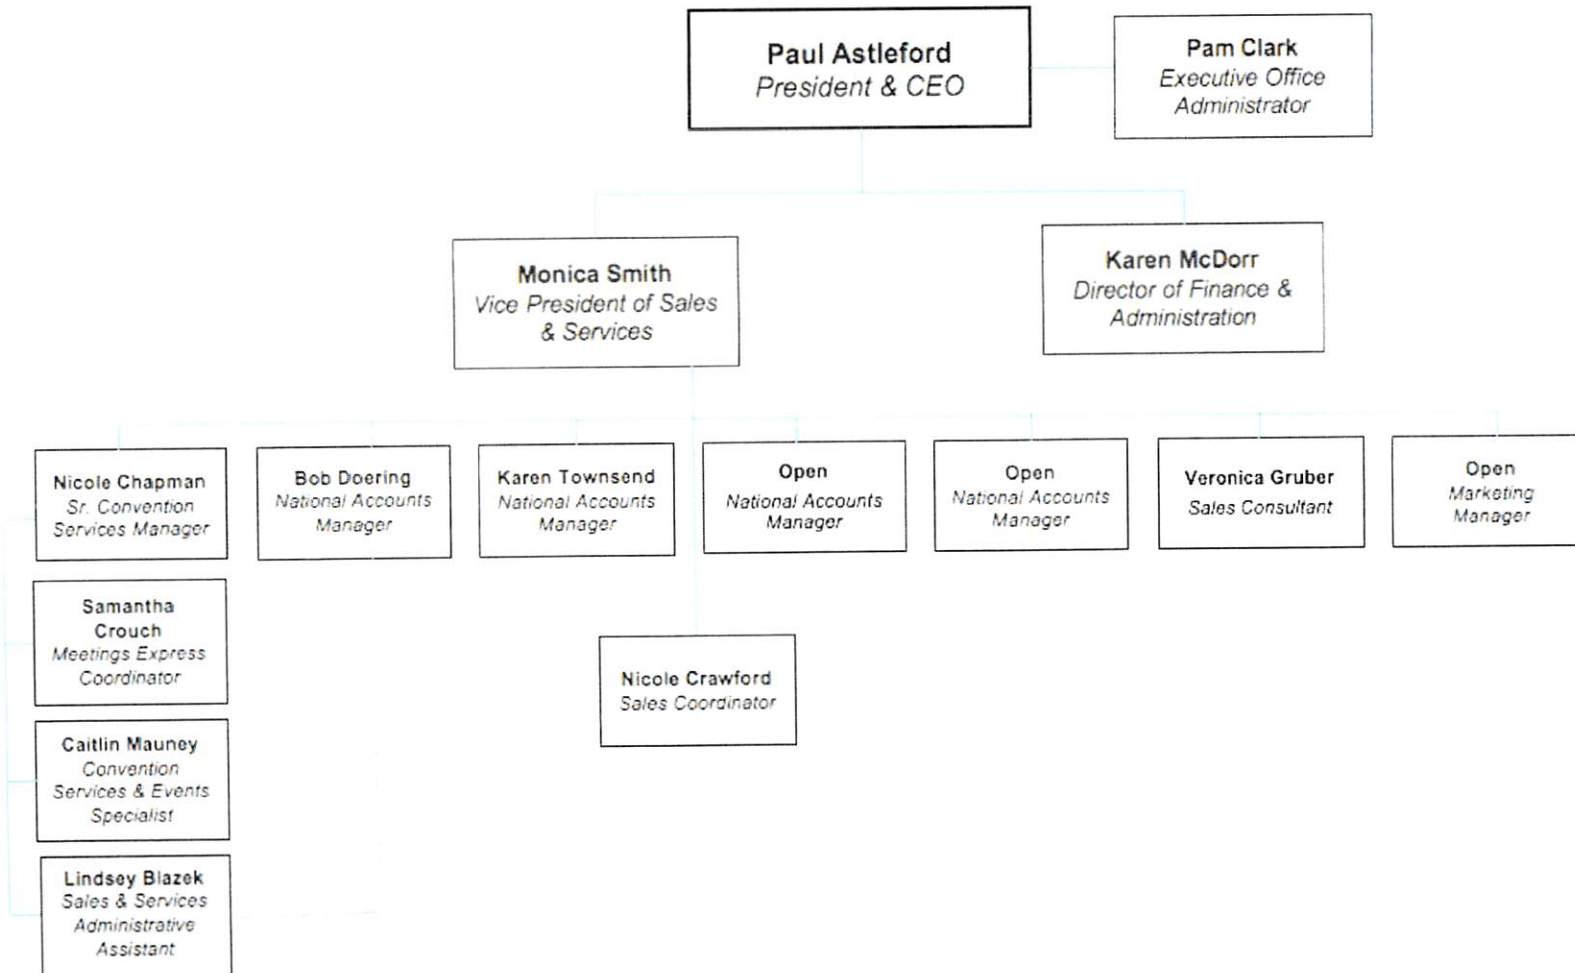 Paul Astleford
President & CEO
Pam Clark
Executive Office
Administrator
Monica Smith
Vice President of Sales
& Services
Karen McDorr
Director of Finance &
Administration
Nicole Chapman
Sr. Convention
Services Manager
Bob Doering
National Accounts
Manager
Karen Townsend
National Accounts
Manager
Open
National Accounts
Manager
Open
National Accounts
Manager
Veronica Gruber
Sales Consultant
Open
Marketing
Manager
Samantha
Crouch
Meetings Express
Coordinator
Nicole Crawford
Sales Coordinator
Caitlin Mauney
Convention
Services & Events
Specialist
Lindsey Blazek
Sales & Services
Administrative
Assistant